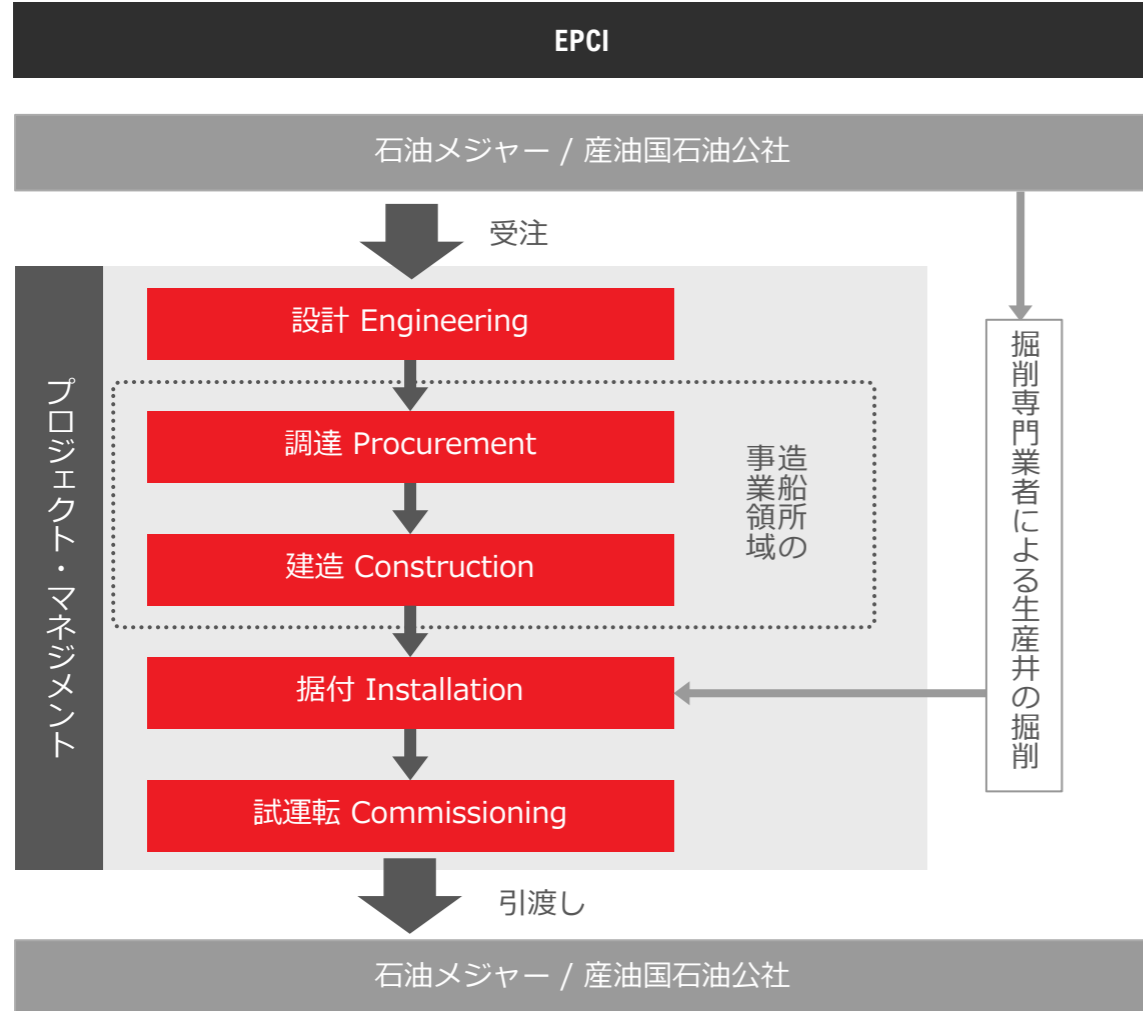 EPCI
石油メジャー / 産油国石油公社
受注
プロジェクト・マネジメント
設計 Engineering
調達 Procurement
建造 Construction
造船所の
事業領域
据付 Installation
試運転 Commissioning
掘削専門業者による生産井の掘削
引渡し
石油メジャー / 産油国石油公社